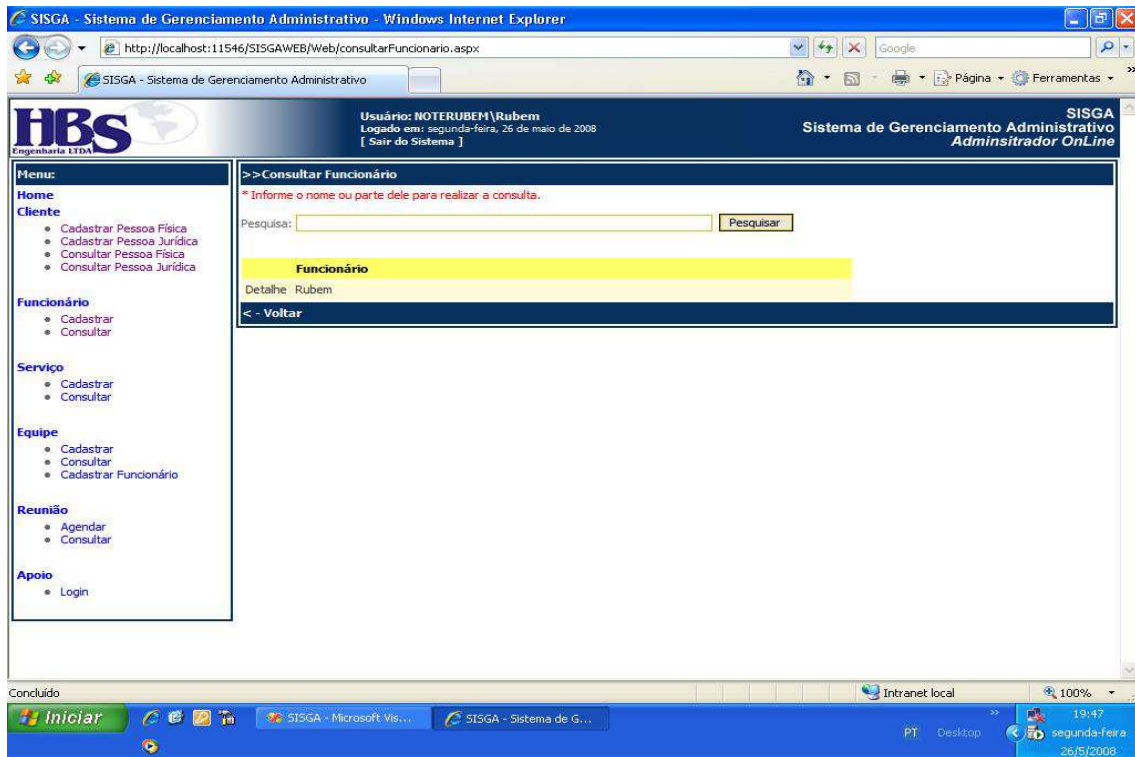 SISGA - Sistema de Gerenciamento Administrativo - Windows Internet Explorer
http://localhost:11546/SISGAWEB/Web/consultarFuncionario.aspx
Google
SISGA - Sistema de Gerenciamento Administrativo
Página
Ferramentas
HBS
Engenharia LTDA
Usuário: NOTERUBEM\Rubem
Logado em: segunda-feira, 26 de maio de 2008
[ Sair do Sistema ]
SISGA
Sistema de Gerenciamento Administrativo
Adminsitrador OnLine
Menu:
Home
Cliente
Cadastrar Pessoa Física
Cadastrar Pessoa Jurídica
Consultar Pessoa Física
Consultar Pessoa Jurídica
Funcionário
Cadastrar
Consultar
Serviço
Cadastrar
Consultar
Equipe
Cadastrar
Consultar
Cadastrar Funcionário
Reunião
Agendar
Consultar
Apoio
Login
>>Consultar Funcionário
* Informe o nome ou parte dele para realizar a consulta.
Pesquisa:
Pesquisar
Funcionário
Detalhe Rubem
< - Voltar
Concluído
Intranet local
100%
Iniciar
SISGA - Microsoft Vis...
SISGA - Sistema de G...
PT
Desktop
19:47
segunda-feira
26/5/2008